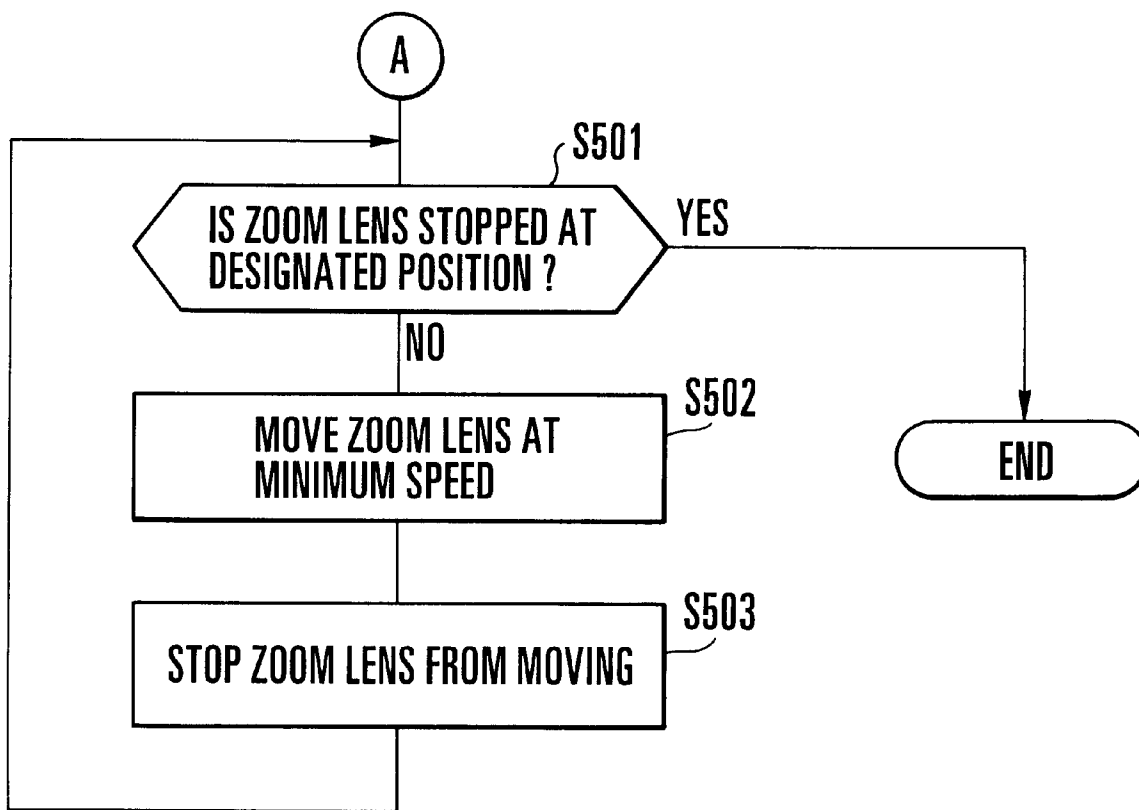 A
S501
IS ZOOM LENS STOPPED AT
DESIGNATED POSITION ?
YES
NO
S502
MOVE ZOOM LENS AT
MINIMUM SPEED
END
S503
STOP ZOOM LENS FROM MOVING